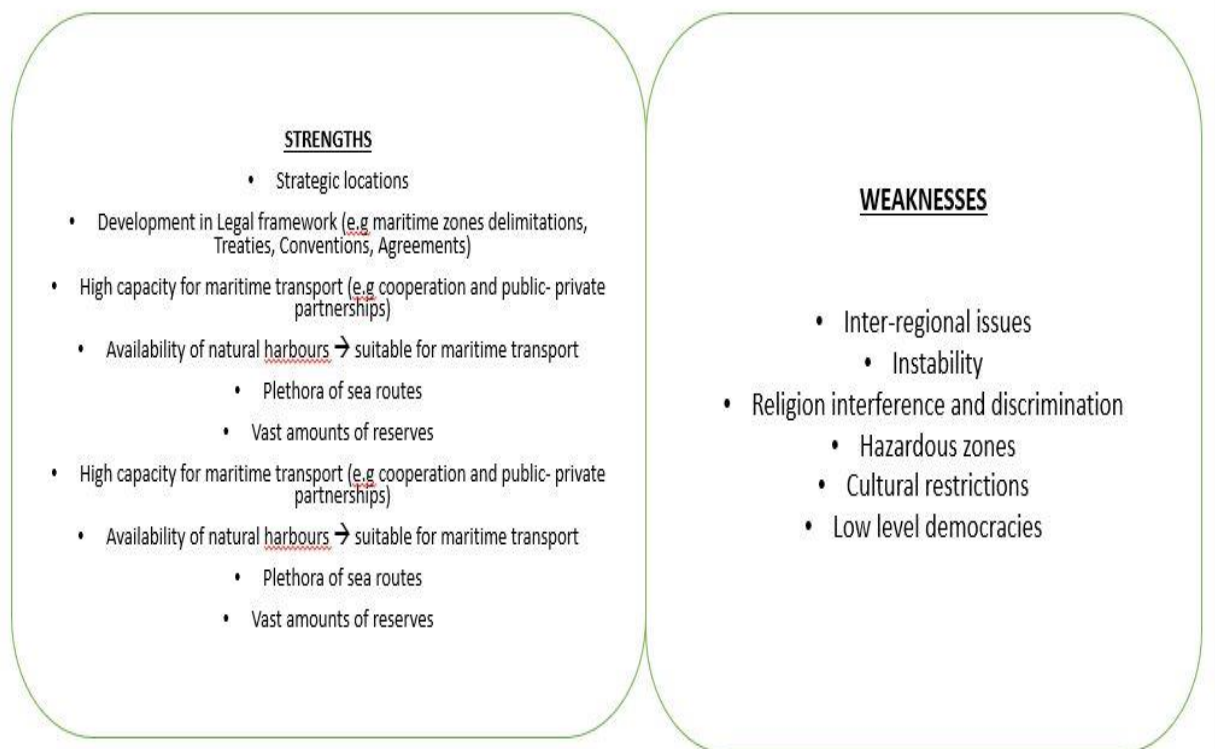 STRENGTHS
• Strategic locations
• Development in Legal framework (e.g maritime zones delimitations,
Treaties, Conventions, Agreements)
• High capacity for maritime transport (e.g cooperation and public- private
partnerships)
• Availability of natural harbours → suitable for maritime transport
• Plethora of sea routes
• Vast amounts of reserves
• High capacity for maritime transport (e.g cooperation and public- private
partnerships)
• Availability of natural harbours → suitable for maritime transport
• Plethora of sea routes
• Vast amounts of reserves
WEAKNESSES
• Inter-regional issues
• Instability
• Religion interference and discrimination
• Hazardous zones
• Cultural restrictions
• Low level democracies